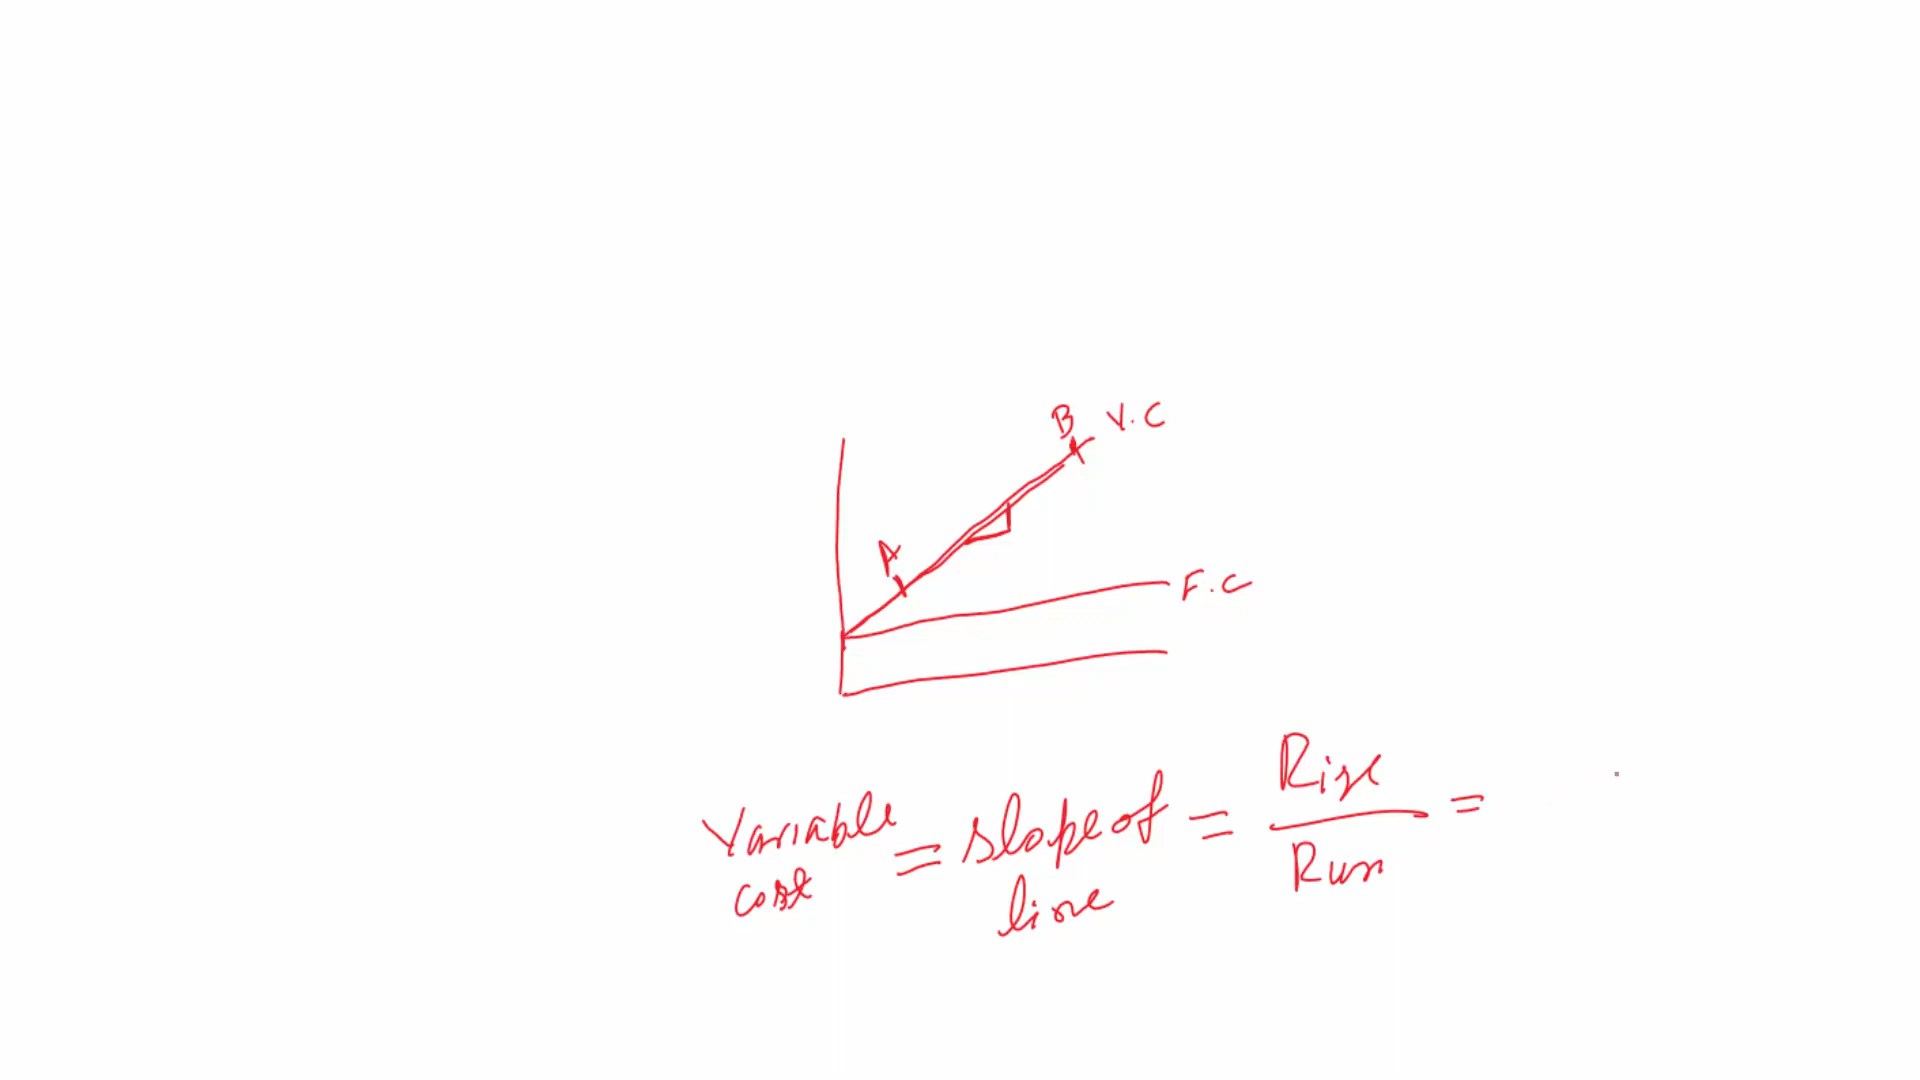 B V.C
A
F.C
Variable cost = slope of line = Rise / Run =